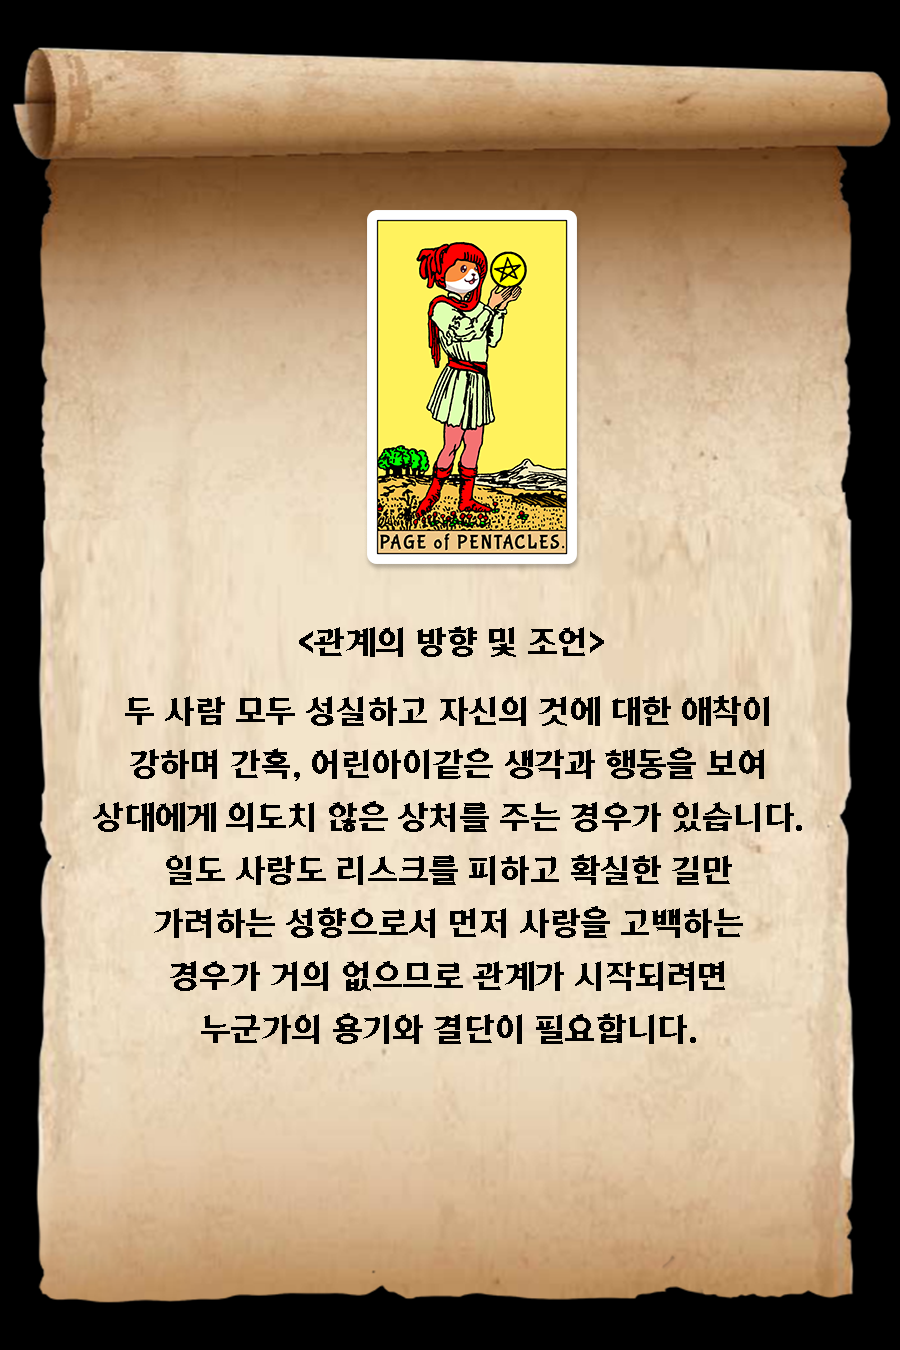 PAGE of PENTACLES.
<관계의 방향 및 조언>
두 사람 모두 성실하고 자신의 것에 대한 애착이
강하며 간혹, 어린아이같은 생각과 행동을 보여
상대에게 의도치 않은 상처를 주는 경우가 있습니다.
일도 사랑도 리스크를 피하고 확실한 길만
가려하는 성향으로서 먼저 사랑을 고백하는
경우가 거의 없으므로 관계가 시작되려면
누군가의 용기와 결단이 필요합니다.